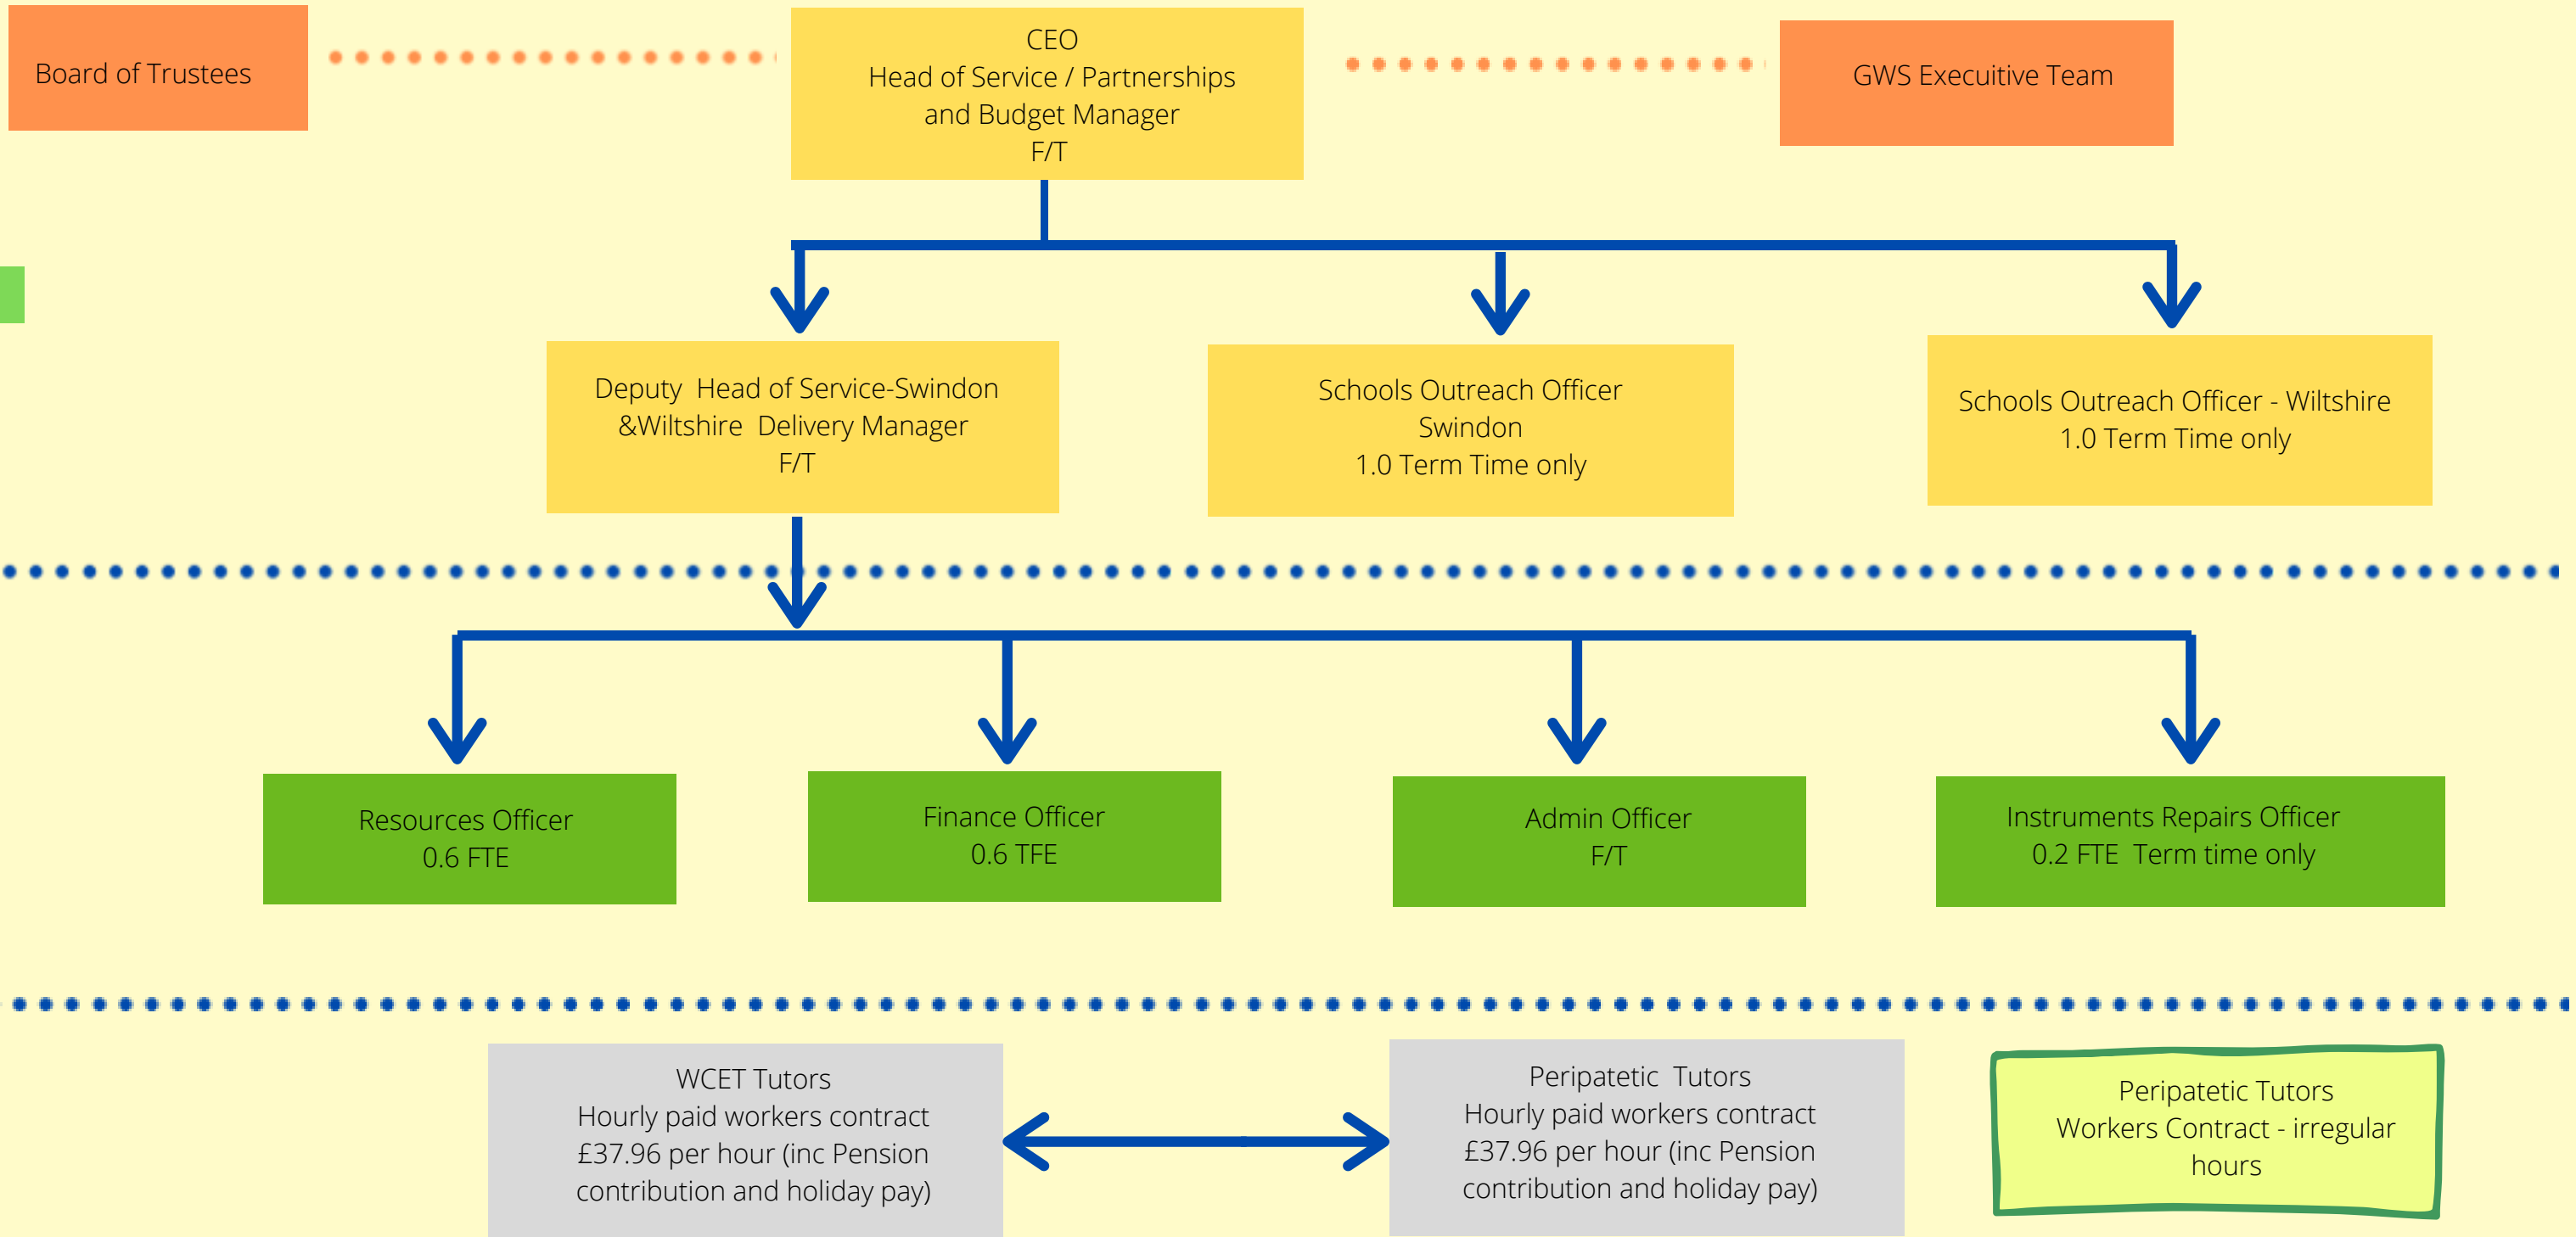 Board of Trustees
CEO
Head of Service / Partnerships
and Budget Manager
F/T
GWS Execuitive Team
Deputy Head of Service-Swindon
&Wiltshire Delivery Manager
F/T
Schools Outreach Officer
Swindon
1.0 Term Time only
Schools Outreach Officer - Wiltshire
1.0 Term Time only
Resources Officer
0.6 FTE
Finance Officer
0.6 TFE
Admin Officer
F/T
Instruments Repairs Officer
0.2 FTE Term time only
WCET Tutors
Hourly paid workers contract
£37.96 per hour (inc Pension
contribution and holiday pay)
Peripatetic Tutors
Hourly paid workers contract
£37.96 per hour (inc Pension
contribution and holiday pay)
Peripatetic Tutors
Workers Contract - irregular
hours